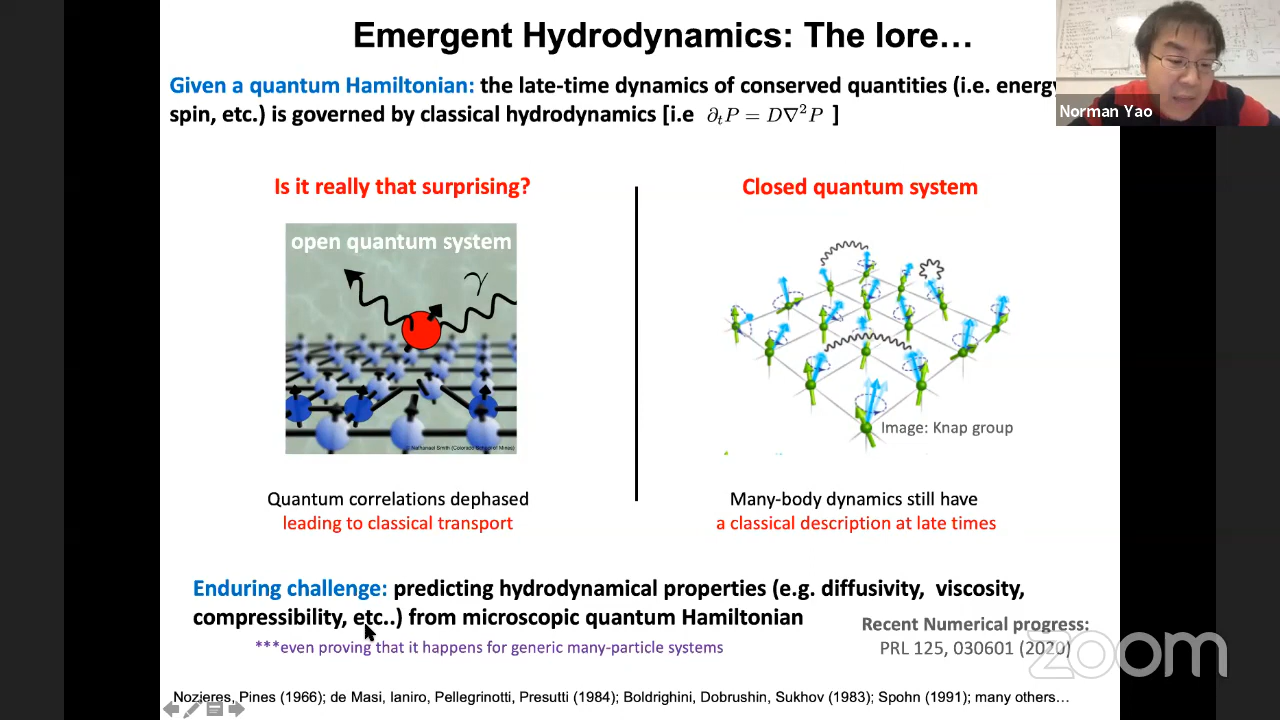 Emergent Hydrodynamics: The lore…
Given a quantum Hamiltonian: the late-time dynamics of conserved quantities (i.e. energy
spin, etc.) is governed by classical hydrodynamics [i.e ∂ₜP = D∇²P ]
Norman Yao
Is it really that surprising?
open quantum system
γ
Quantum correlations dephased
leading to classical transport
Closed quantum system
Image: Knap group
Many-body dynamics still have
a classical description at late times
Enduring challenge: predicting hydrodynamical properties (e.g. diffusivity, viscosity,
compressibility, etc..) from microscopic quantum Hamiltonian
***even proving that it happens for generic many-particle systems
Recent Numerical progress:
PRL 125, 030601 (2020)
zoom
Nozieres, Pines (1966); de Masi, Ianiro, Pellegrinotti, Presutti (1984); Boldrighini, Dobrushin, Sukhov (1983); Spohn (1991); many others…